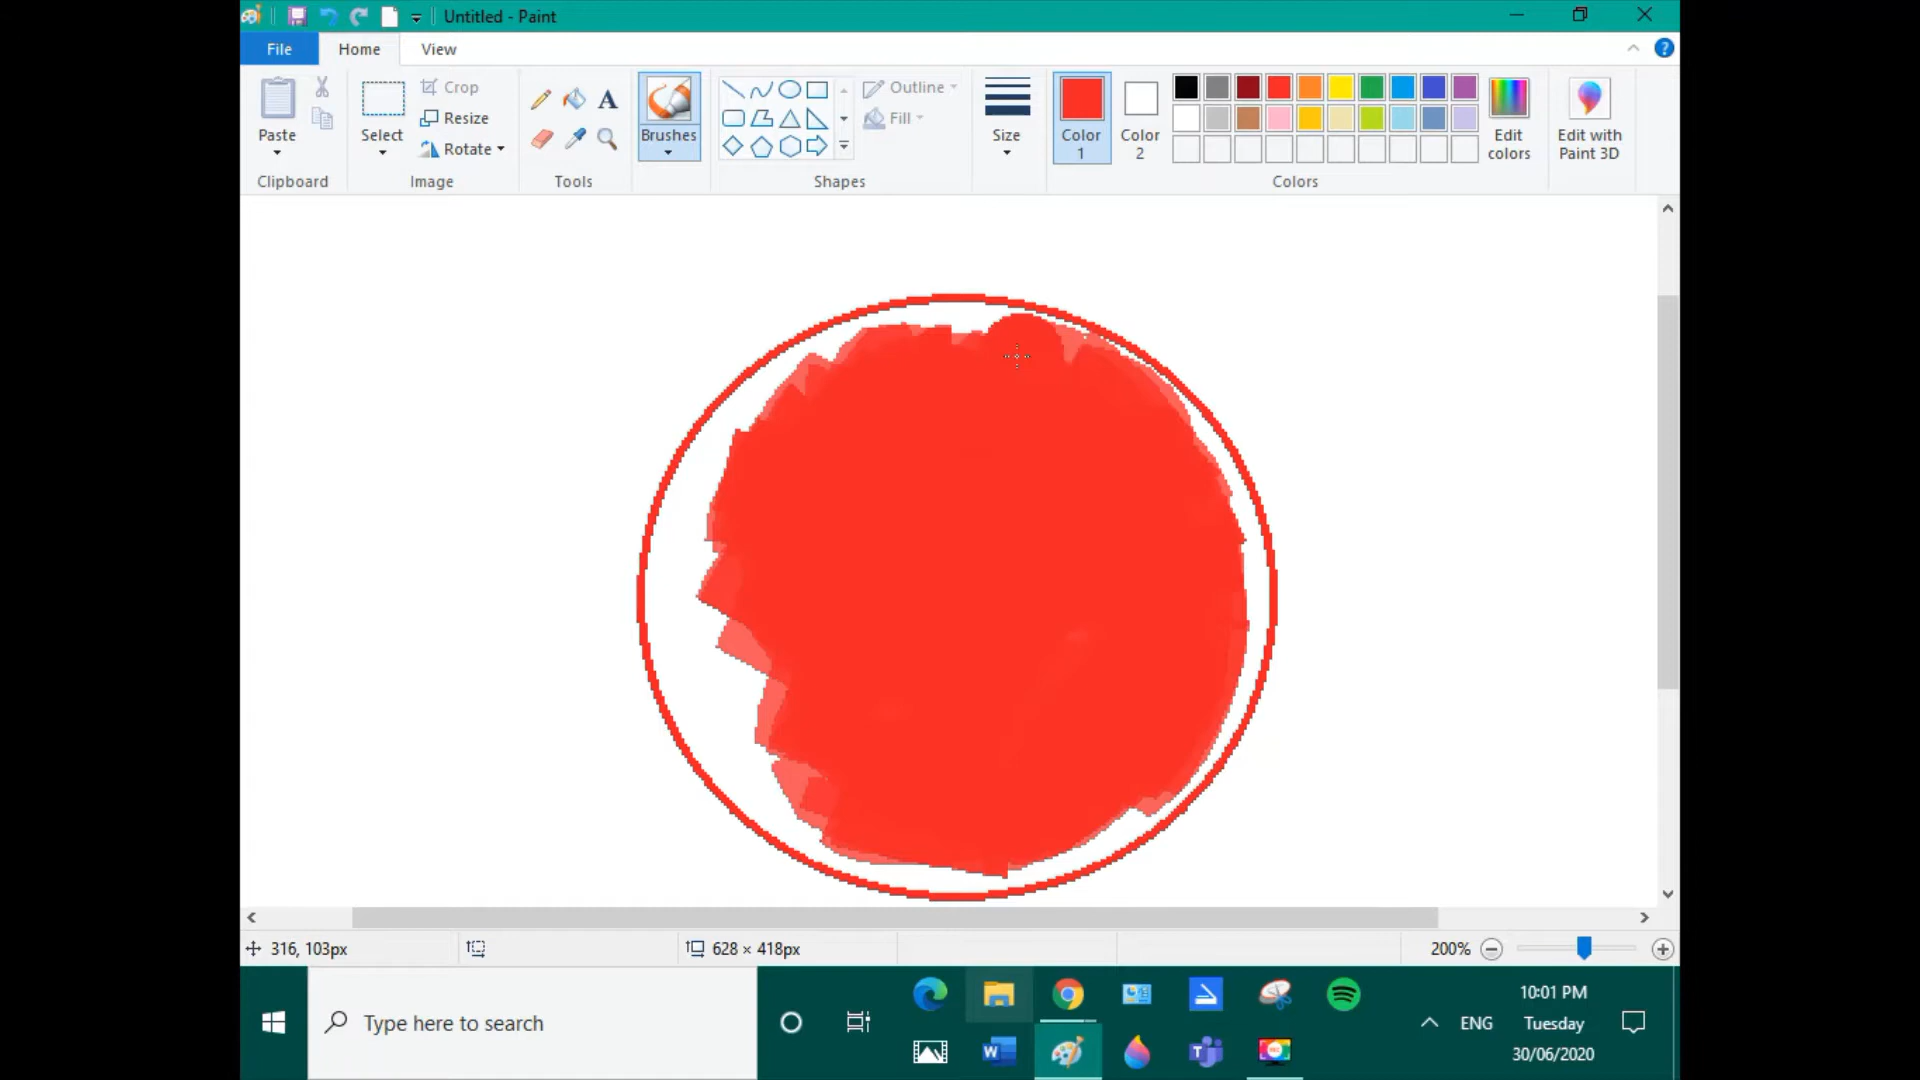 Untitled - Paint
File Home View
Paste
Clipboard
Select
Crop
Resize
Rotate
Image
A
Tools
Brushes
Shapes
Outline
Fill
Size
Color
1
Color
2
Colors
Edit
colors
Edit with
Paint 3D
316, 103px
628 × 418px
200%
Type here to search
ENG
10:01 PM
Tuesday
30/06/2020